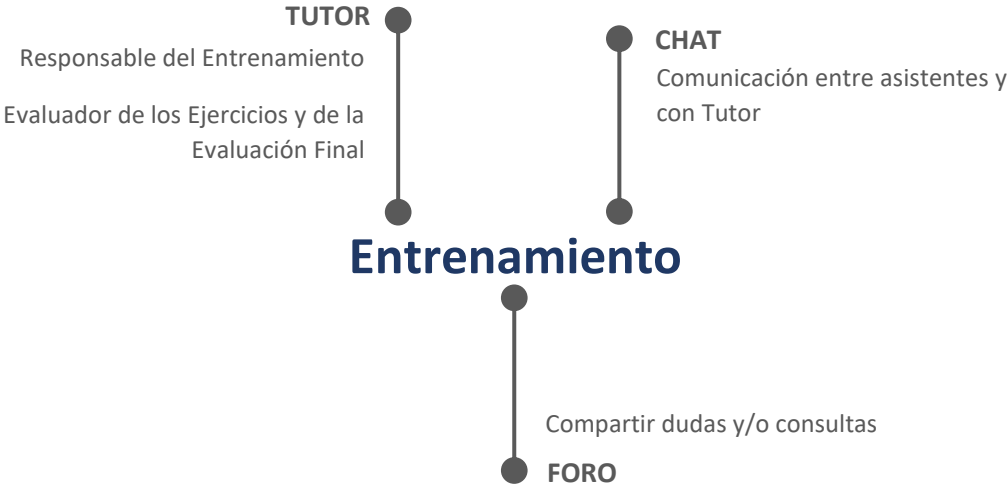 TUTOR
Responsable del Entrenamiento
Evaluador de los Ejercicios y de la
Evaluación Final
CHAT
Comunicación entre asistentes y
con Tutor
Entrenamiento
Compartir dudas y/o consultas
FORO